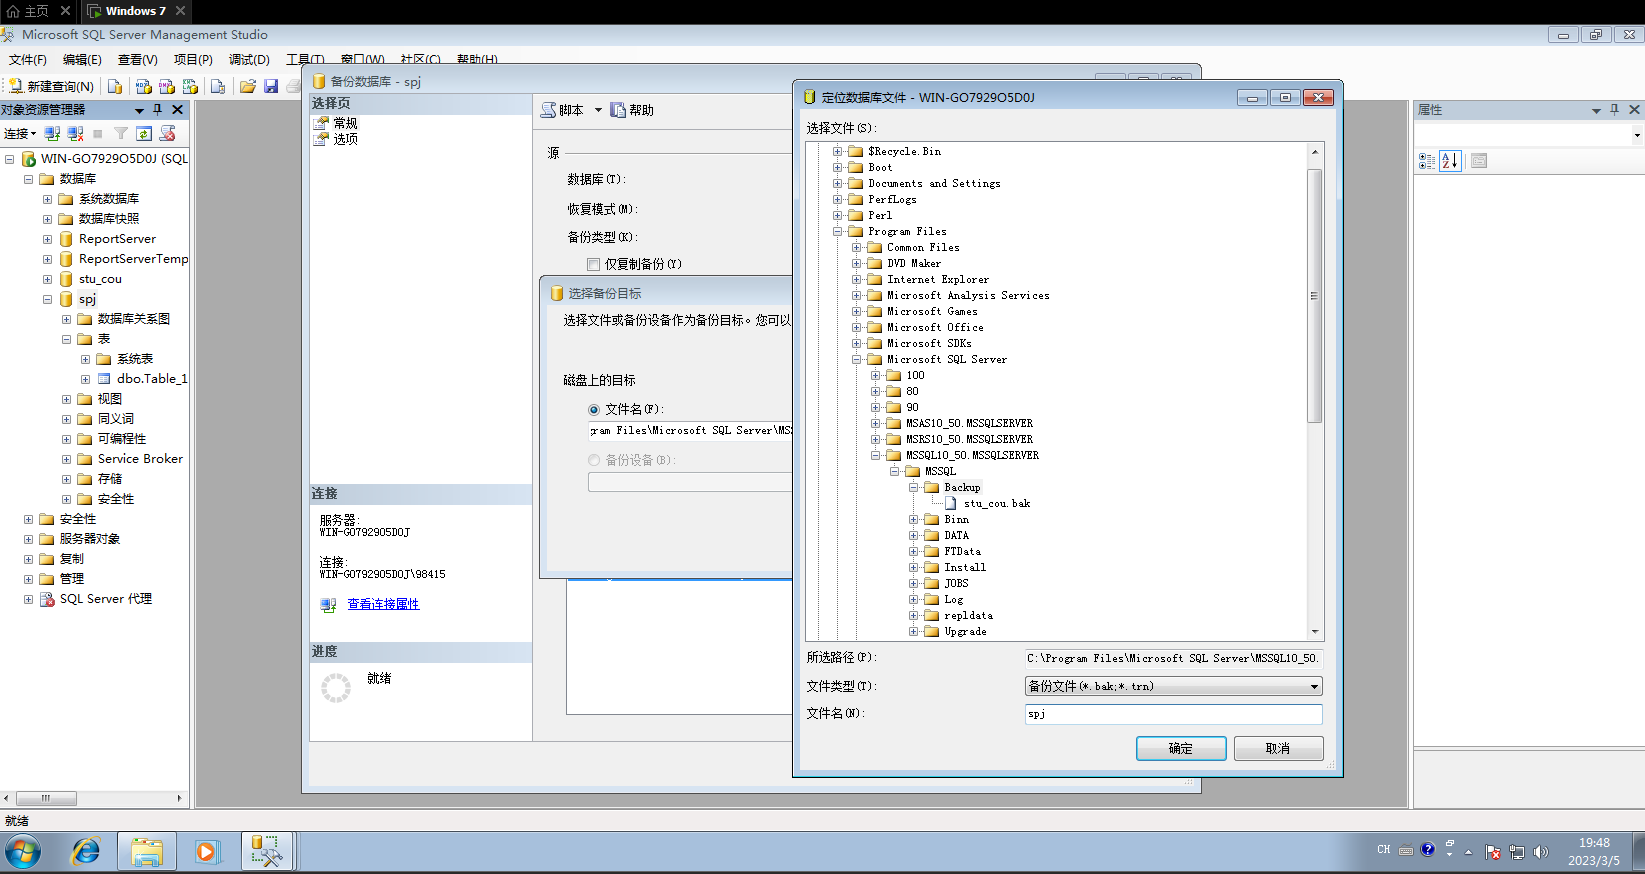 主页
Windows 7
Microsoft SQL Server Management Studio
文件(F) 编辑(E) 查看(V) 项目(P) 调试(D) 工具(T) 窗口(W) 社区(C) 帮助(H)
新建查询(N)
对象资源管理器
连接
WIN-GO7929O5D0J (SQL
数据库
系统数据库
数据库快照
ReportServer
ReportServerTemp
stu_cou
spj
数据库关系图
表
系统表
dbo.Table_1
视图
同义词
可编程性
Service Broker
存储
安全性
安全性
服务器对象
复制
管理
SQL Server 代理
备份数据库 - spj
选择页
常规
选项
脚本 帮助
源
数据库(T):
恢复模式(M):
备份类型(K):
仅复制备份(Y)
选择备份目标
选择文件或备份设备作为备份目标。您可以
磁盘上的目标
文件名(F):
ram Files\Microsoft SQL Server\MS
备份设备(B):
连接
服务器:
WIN-GO7929O5D0J
连接:
WIN-GO7929O5D0J\98415
查看连接属性
进度
就绪
定位数据库文件 - WIN-GO7929O5D0J
选择文件(S):
$Recycle.Bin
Boot
Documents and Settings
PerfLogs
Perl
Program Files
Common Files
DVD Maker
Internet Explorer
Microsoft Analysis Services
Microsoft Games
Microsoft Office
Microsoft SDKs
Microsoft SQL Server
100
80
90
MSAS10_50.MSSQLSERVER
MSRS10_50.MSSQLSERVER
MSSQL10_50.MSSQLSERVER
MSSQL
Backup
stu_cou.bak
Binn
DATA
FTData
Install
JOBS
Log
repldata
Upgrade
所选路径(P): C:\Program Files\Microsoft SQL Server\MSSQL10_50.
文件类型(T): 备份文件(*.bak;*.trn)
文件名(N): spj
确定 取消
属性
就绪
CH
19:48
2023/3/5